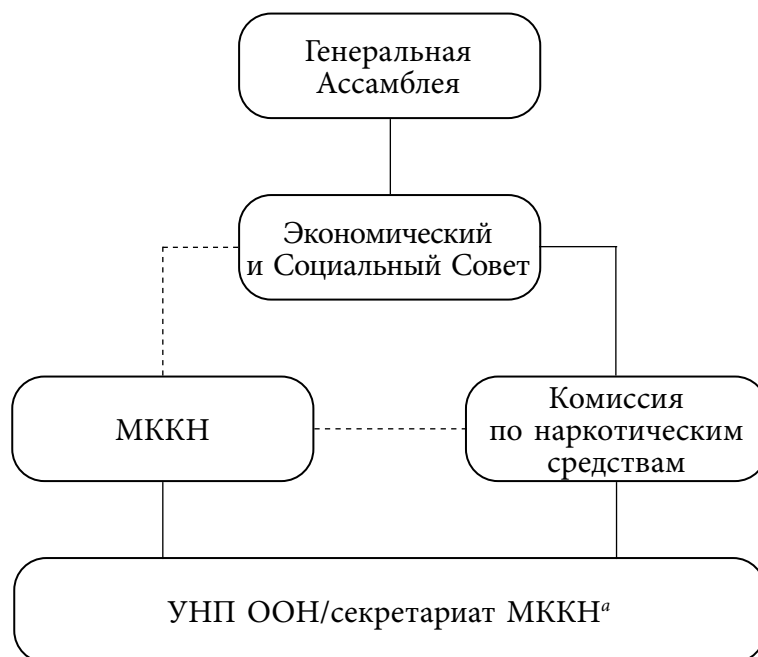 Генеральная
Ассамблея
Экономический
и Социальный Совет
МККН
Комиссия
по наркотическим
средствам
УНП ООН/секретариат МККНª